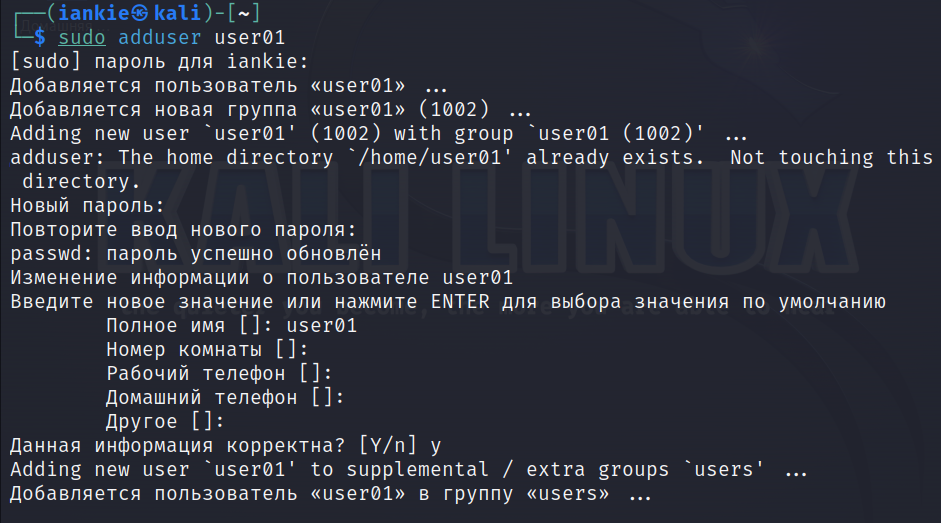 ┌──(iankie㉿kali)-[~]
└─$ sudo adduser user01
[sudo] пароль для iankie:
Добавляется пользователь «user01» ...
Добавляется новая группа «user01» (1002) ...
Adding new user `user01' (1002) with group `user01 (1002)' ...
adduser: The home directory `/home/user01' already exists.  Not touching this
 directory.
Новый пароль:
Повторите ввод нового пароля:
passwd: пароль успешно обновлён
Изменение информации о пользователе user01
Введите новое значение или нажмите ENTER для выбора значения по умолчанию
        Полное имя []: user01
        Номер комнаты []:
        Рабочий телефон []:
        Домашний телефон []:
        Другое []:
Данная информация корректна? [Y/n] y
Adding new user `user01' to supplemental / extra groups `users' ...
Добавляется пользователь «user01» в группу «users» ...
KALI LINUX